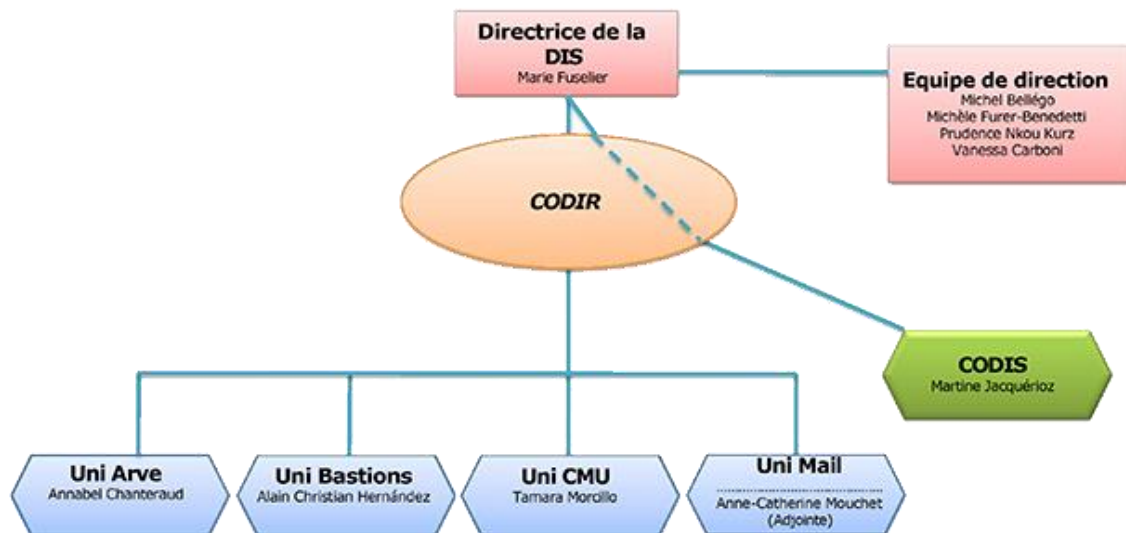 Directrice de la
DIS
Marie Fuselier
Equipe de direction
Michel Bellégo
Michèle Furer-Benedetti
Prudence Nkou Kurz
Vanessa Carboni
CODIR
CODIS
Martine Jacquérioz
Uni Arve
Annabel Chanteraud
Uni Bastions
Alain Christian Hernández
Uni CMU
Tamara Morcillo
Uni Mail
Anne-Catherine Mouchet
(Adjointe)